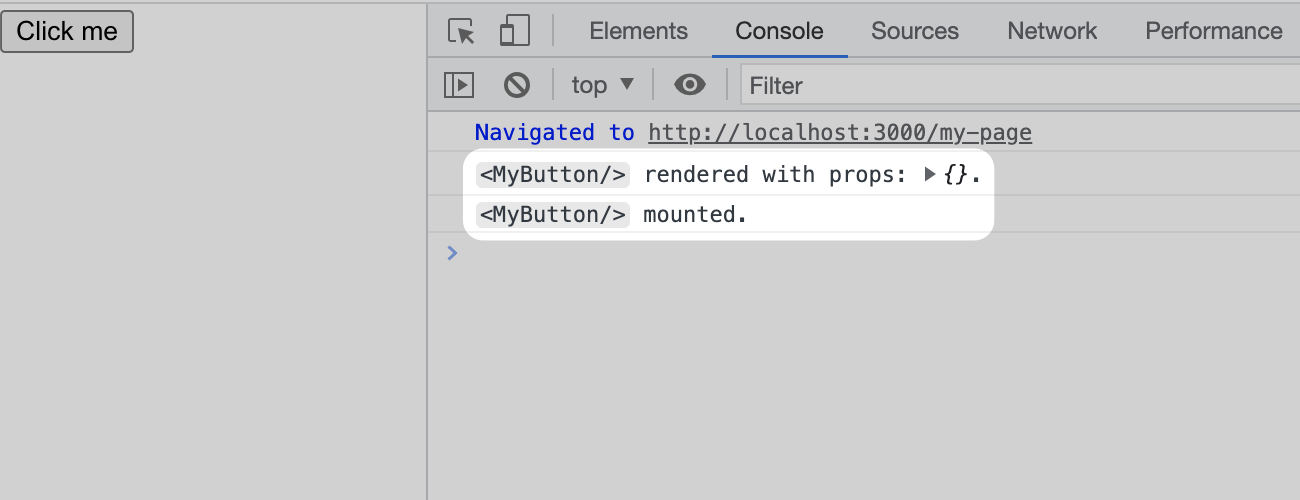 Click me
Elements Console Sources Network Performance
top ▼ Filter
Navigated to http://localhost:3000/my-page
<MyButton/> rendered with props: ▶ {}.
<MyButton/> mounted.
>